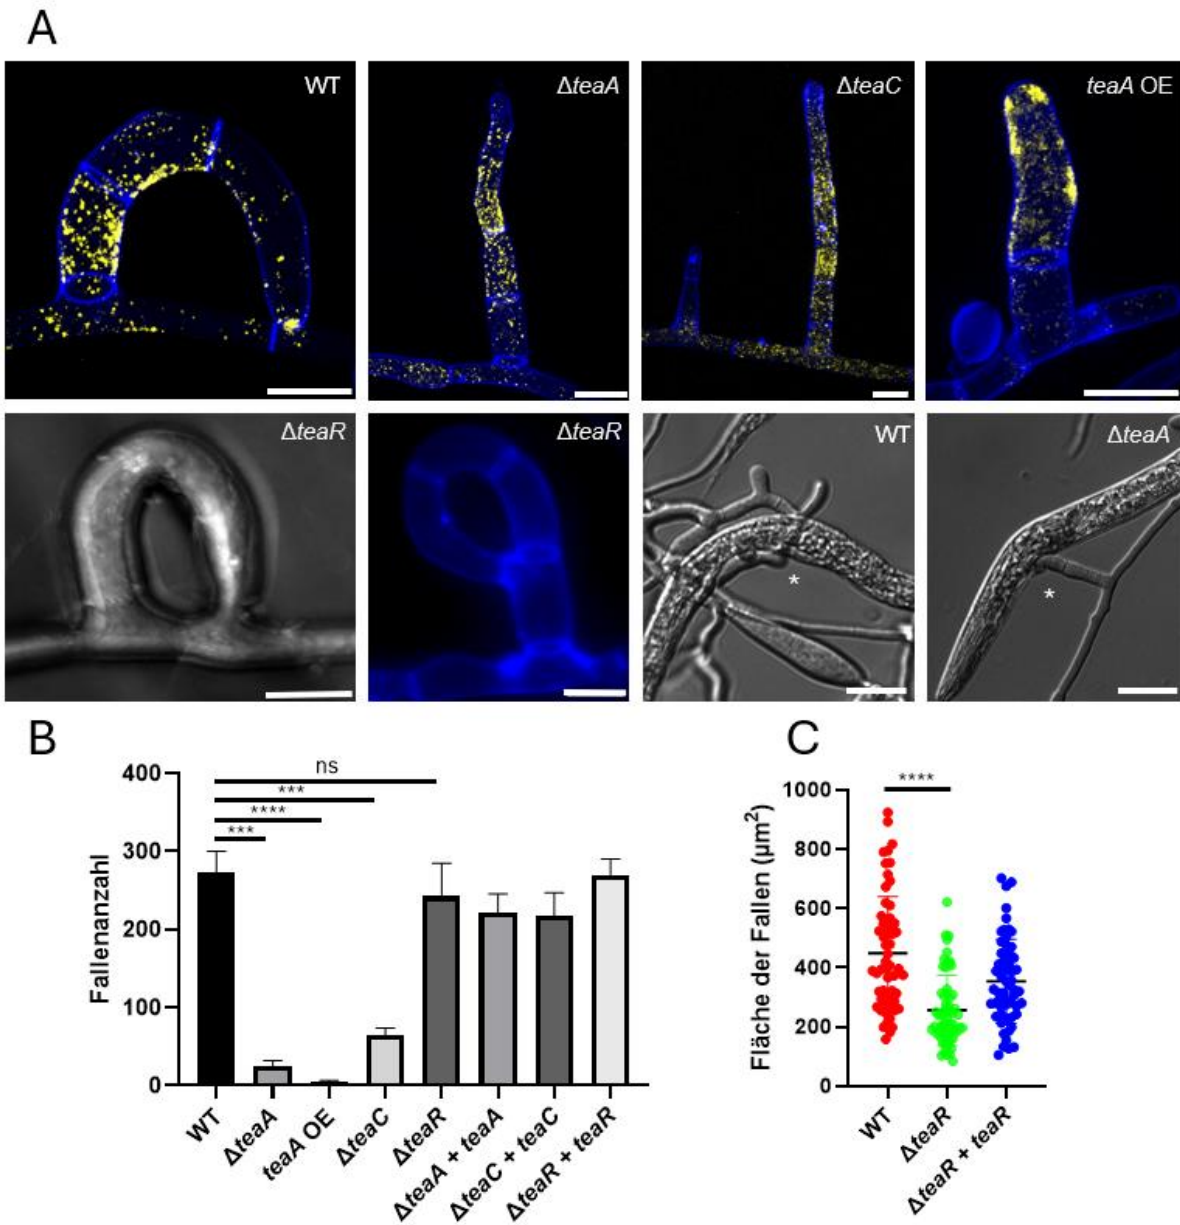 A
WT
ΔteaA
ΔteaC
teaA OE
ΔteaR
ΔteaR
WT
ΔteaA
*
*
B
Fallenanzahl
400
300
200
100
0
ns
***
****
***
WT
ΔteaA
teaA OE
ΔteaC
ΔteaR
ΔteaA + teaA
ΔteaC + teaC
ΔteaR + teaR
C
Fläche der Fallen (µm²)
1000
800
600
400
200
0
****
WT
ΔteaR
ΔteaR + teaR